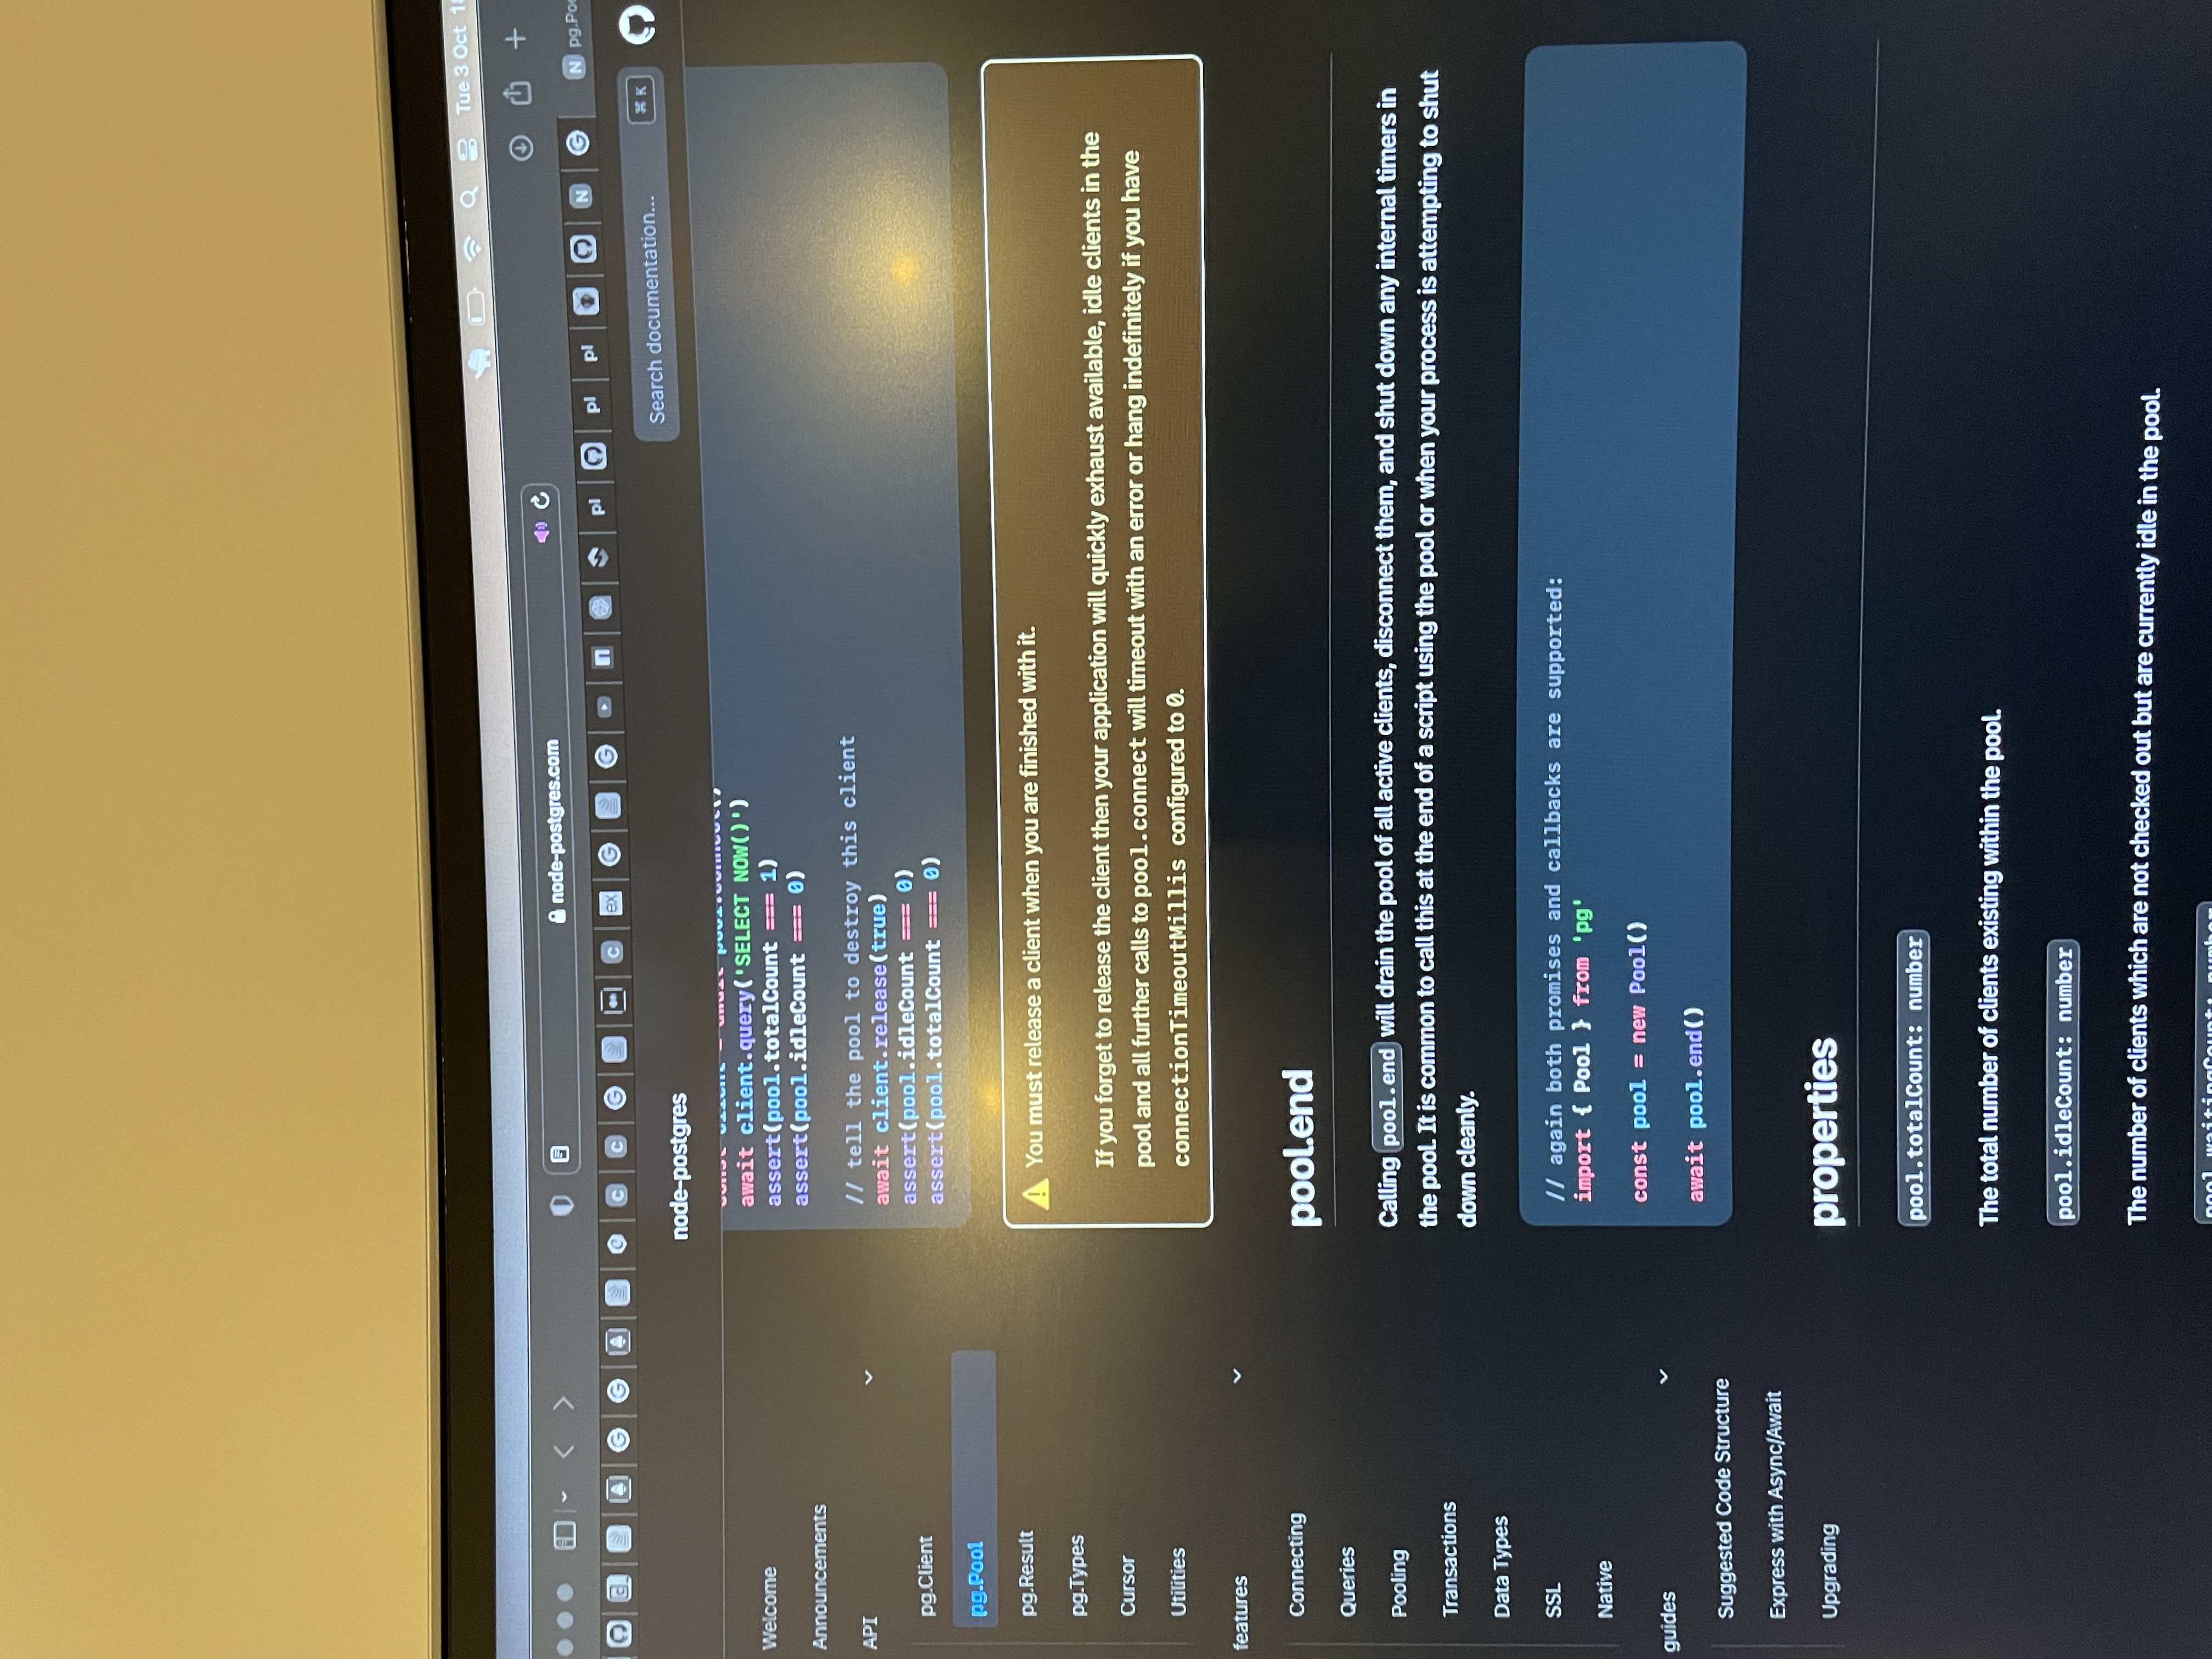 Tue 3 Oct
node-postgres.com
pl
pl
pl
ex
N
N pg.Poo
node-postgres
Search documentation...
⌘ K
Welcome
Announcements
API
pg.Client
pg.Pool
pg.Result
pg.Types
Cursor
Utilities
features
Connecting
Queries
Pooling
Transactions
Data Types
SSL
Native
guides
Suggested Code Structure
Express with Async/Await
Upgrading
const client = await pool.connect()
await client.query('SELECT NOW()')
assert(pool.totalCount === 1)
assert(pool.idleCount === 0)
// tell the pool to destroy this client
await client.release(true)
assert(pool.idleCount === 0)
assert(pool.totalCount === 0)
You must release a client when you are finished with it.
If you forget to release the client then your application will quickly exhaust available, idle clients in the
pool and all further calls to pool.connect will timeout with an error or hang indefinitely if you have
connectionTimeoutMillis configured to 0.
pool.end
Calling pool.end will drain the pool of all active clients, disconnect them, and shut down any internal timers in
the pool. It is common to call this at the end of a script using the pool or when your process is attempting to shut
down cleanly.
// again both promises and callbacks are supported:
import { Pool } from 'pg'
const pool = new Pool()
await pool.end()
properties
pool.totalCount: number
The total number of clients existing within the pool.
pool.idleCount: number
The number of clients which are not checked out but are currently idle in the pool.
pool.waitingCount: number